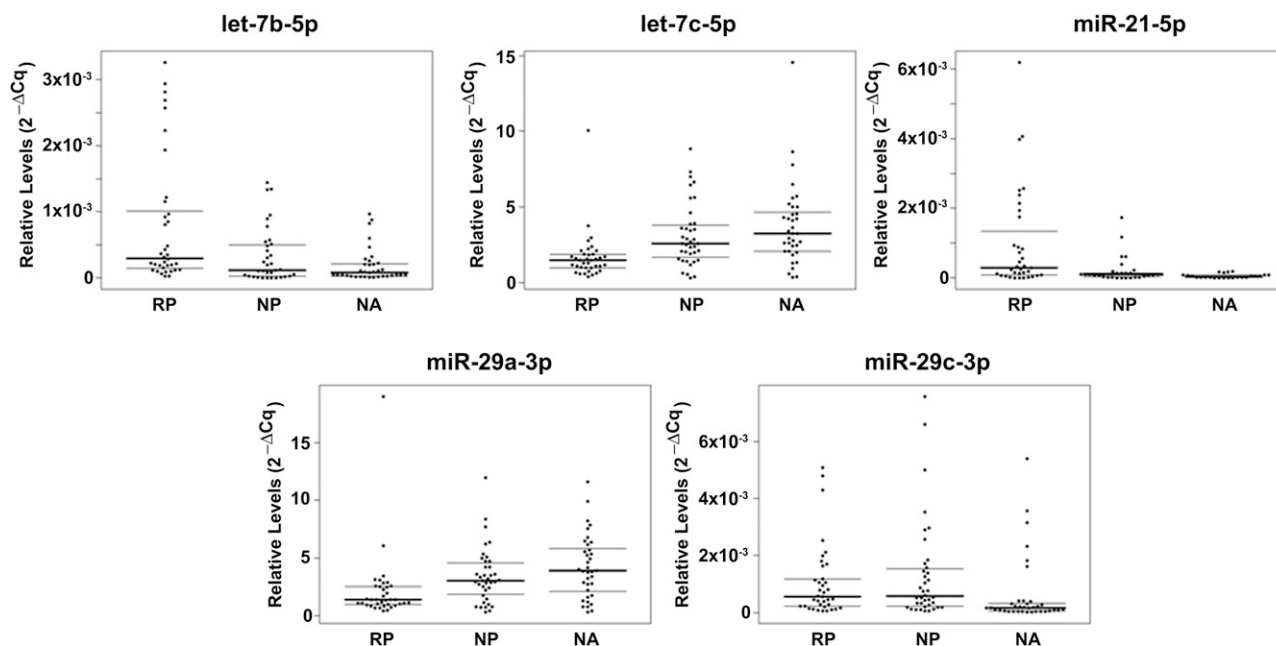 let-7b-5p
Relative Levels (2⁻ΔCq)
3x10⁻³
2x10⁻³
1x10⁻³
0
RP NP NA
let-7c-5p
Relative Levels (2⁻ΔCq)
15
10
5
0
RP NP NA
miR-21-5p
Relative Levels (2⁻ΔCq)
6x10⁻³
4x10⁻³
2x10⁻³
0
RP NP NA
miR-29a-3p
Relative Levels (2⁻ΔCq)
15
10
5
0
RP NP NA
miR-29c-3p
Relative Levels (2⁻ΔCq)
6x10⁻³
4x10⁻³
2x10⁻³
0
RP NP NA